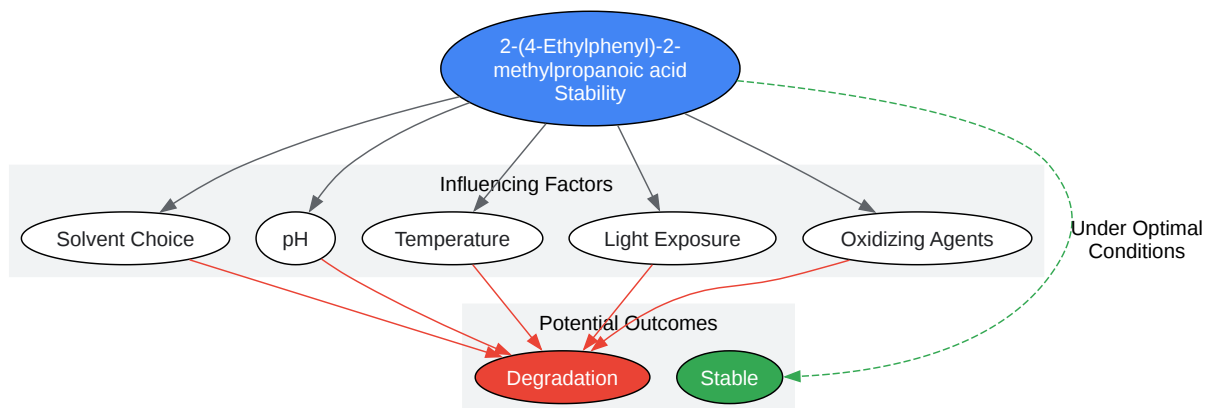 2-(4-Ethylphenyl)-2-
methylpropanoic acid
Stability
Influencing Factors
Solvent Choice
pH
Temperature
Light Exposure
Oxidizing Agents
Under Optimal
Conditions
Potential Outcomes
Degradation
Stable